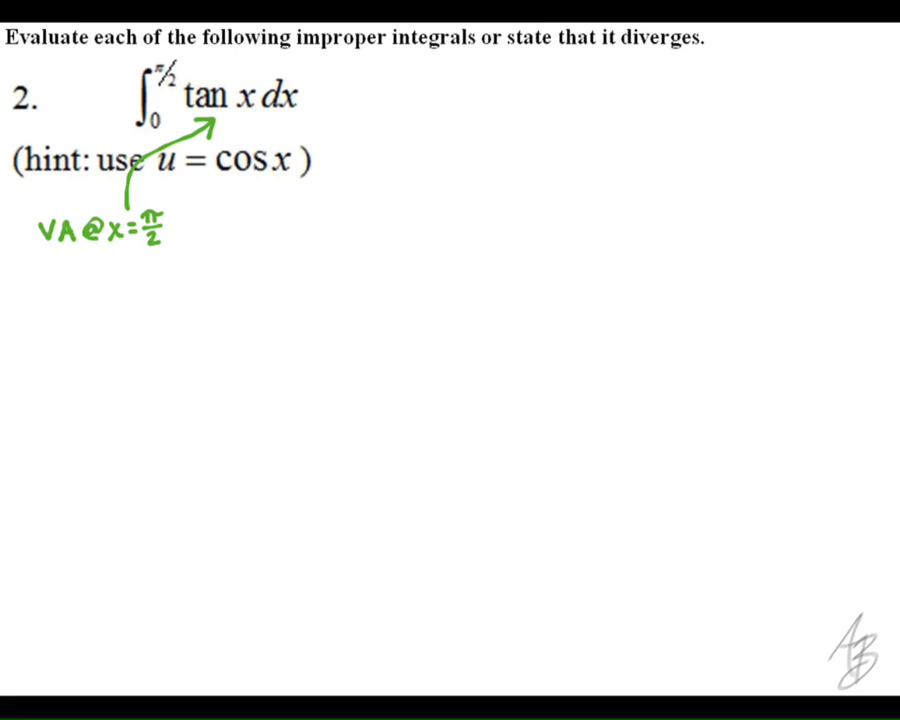 Evaluate each of the following improper integrals or state that it diverges.
2. ∫₀^{π/2} tan x dx
(hint: use u = cos x )
VA @ x = π/2